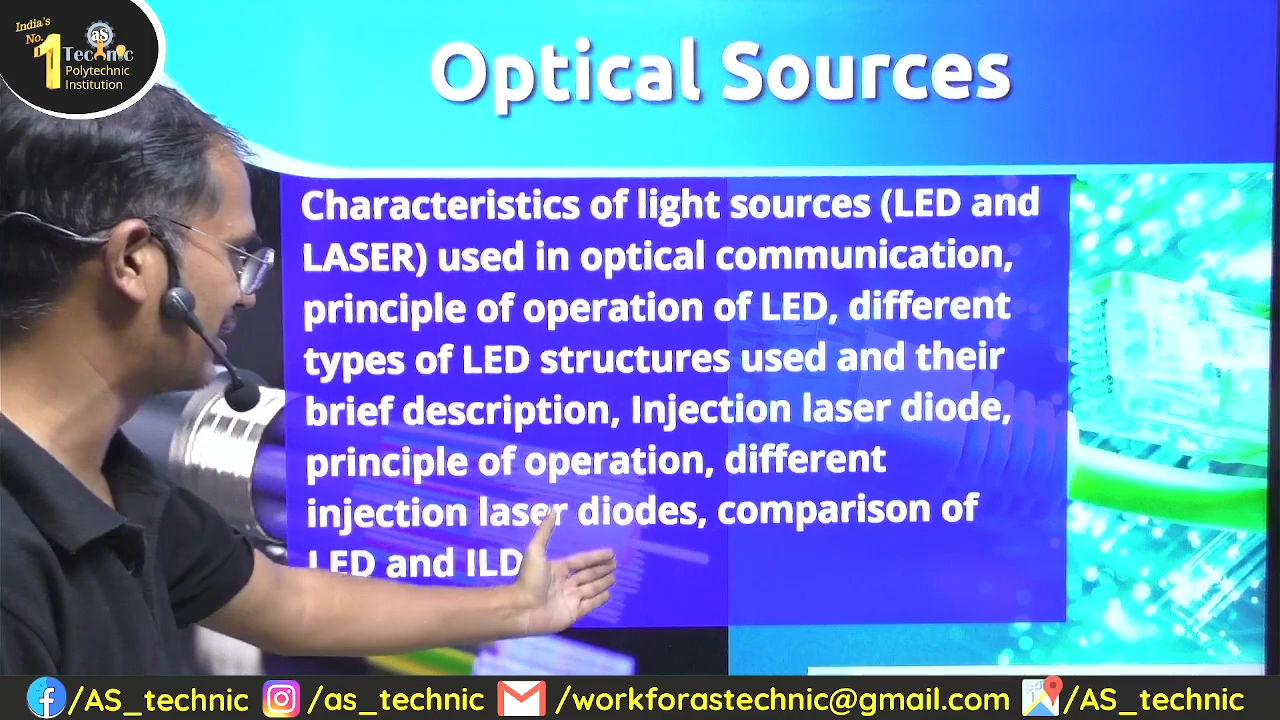 India's
No.
1
aS
Technic
Polytechnic
Institution
Optical Sources
Characteristics of light sources (LED and
LASER) used in optical communication,
principle of operation of LED, different
types of LED structures used and their
brief description, Injection laser diode,
principle of operation, different
injection laser diodes, comparison of
LED and ILD
/AS_technic /as_technic /workforastechnic@gmail.com /AS_technic